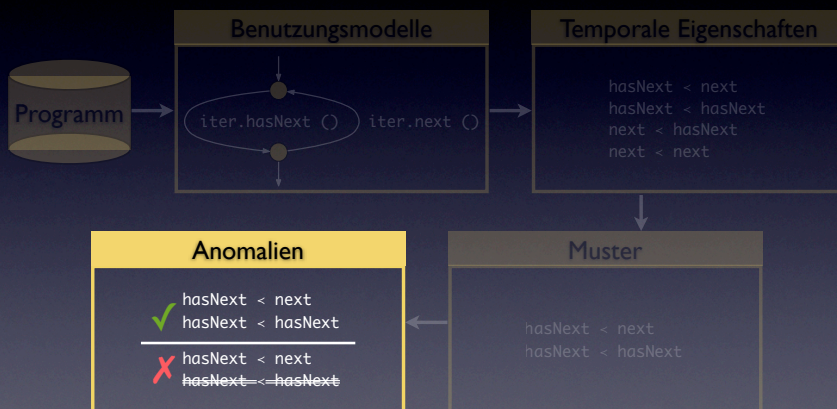 Benutzungsmodelle
Temporale Eigenschaften
Programm
iter.hasNext () iter.next ()
hasNext < next
hasNext < hasNext
next < hasNext
next < next
Anomalien
✓ hasNext < next
hasNext < hasNext
✗ hasNext < next
hasNext < hasNext
Muster
hasNext < next
hasNext < hasNext